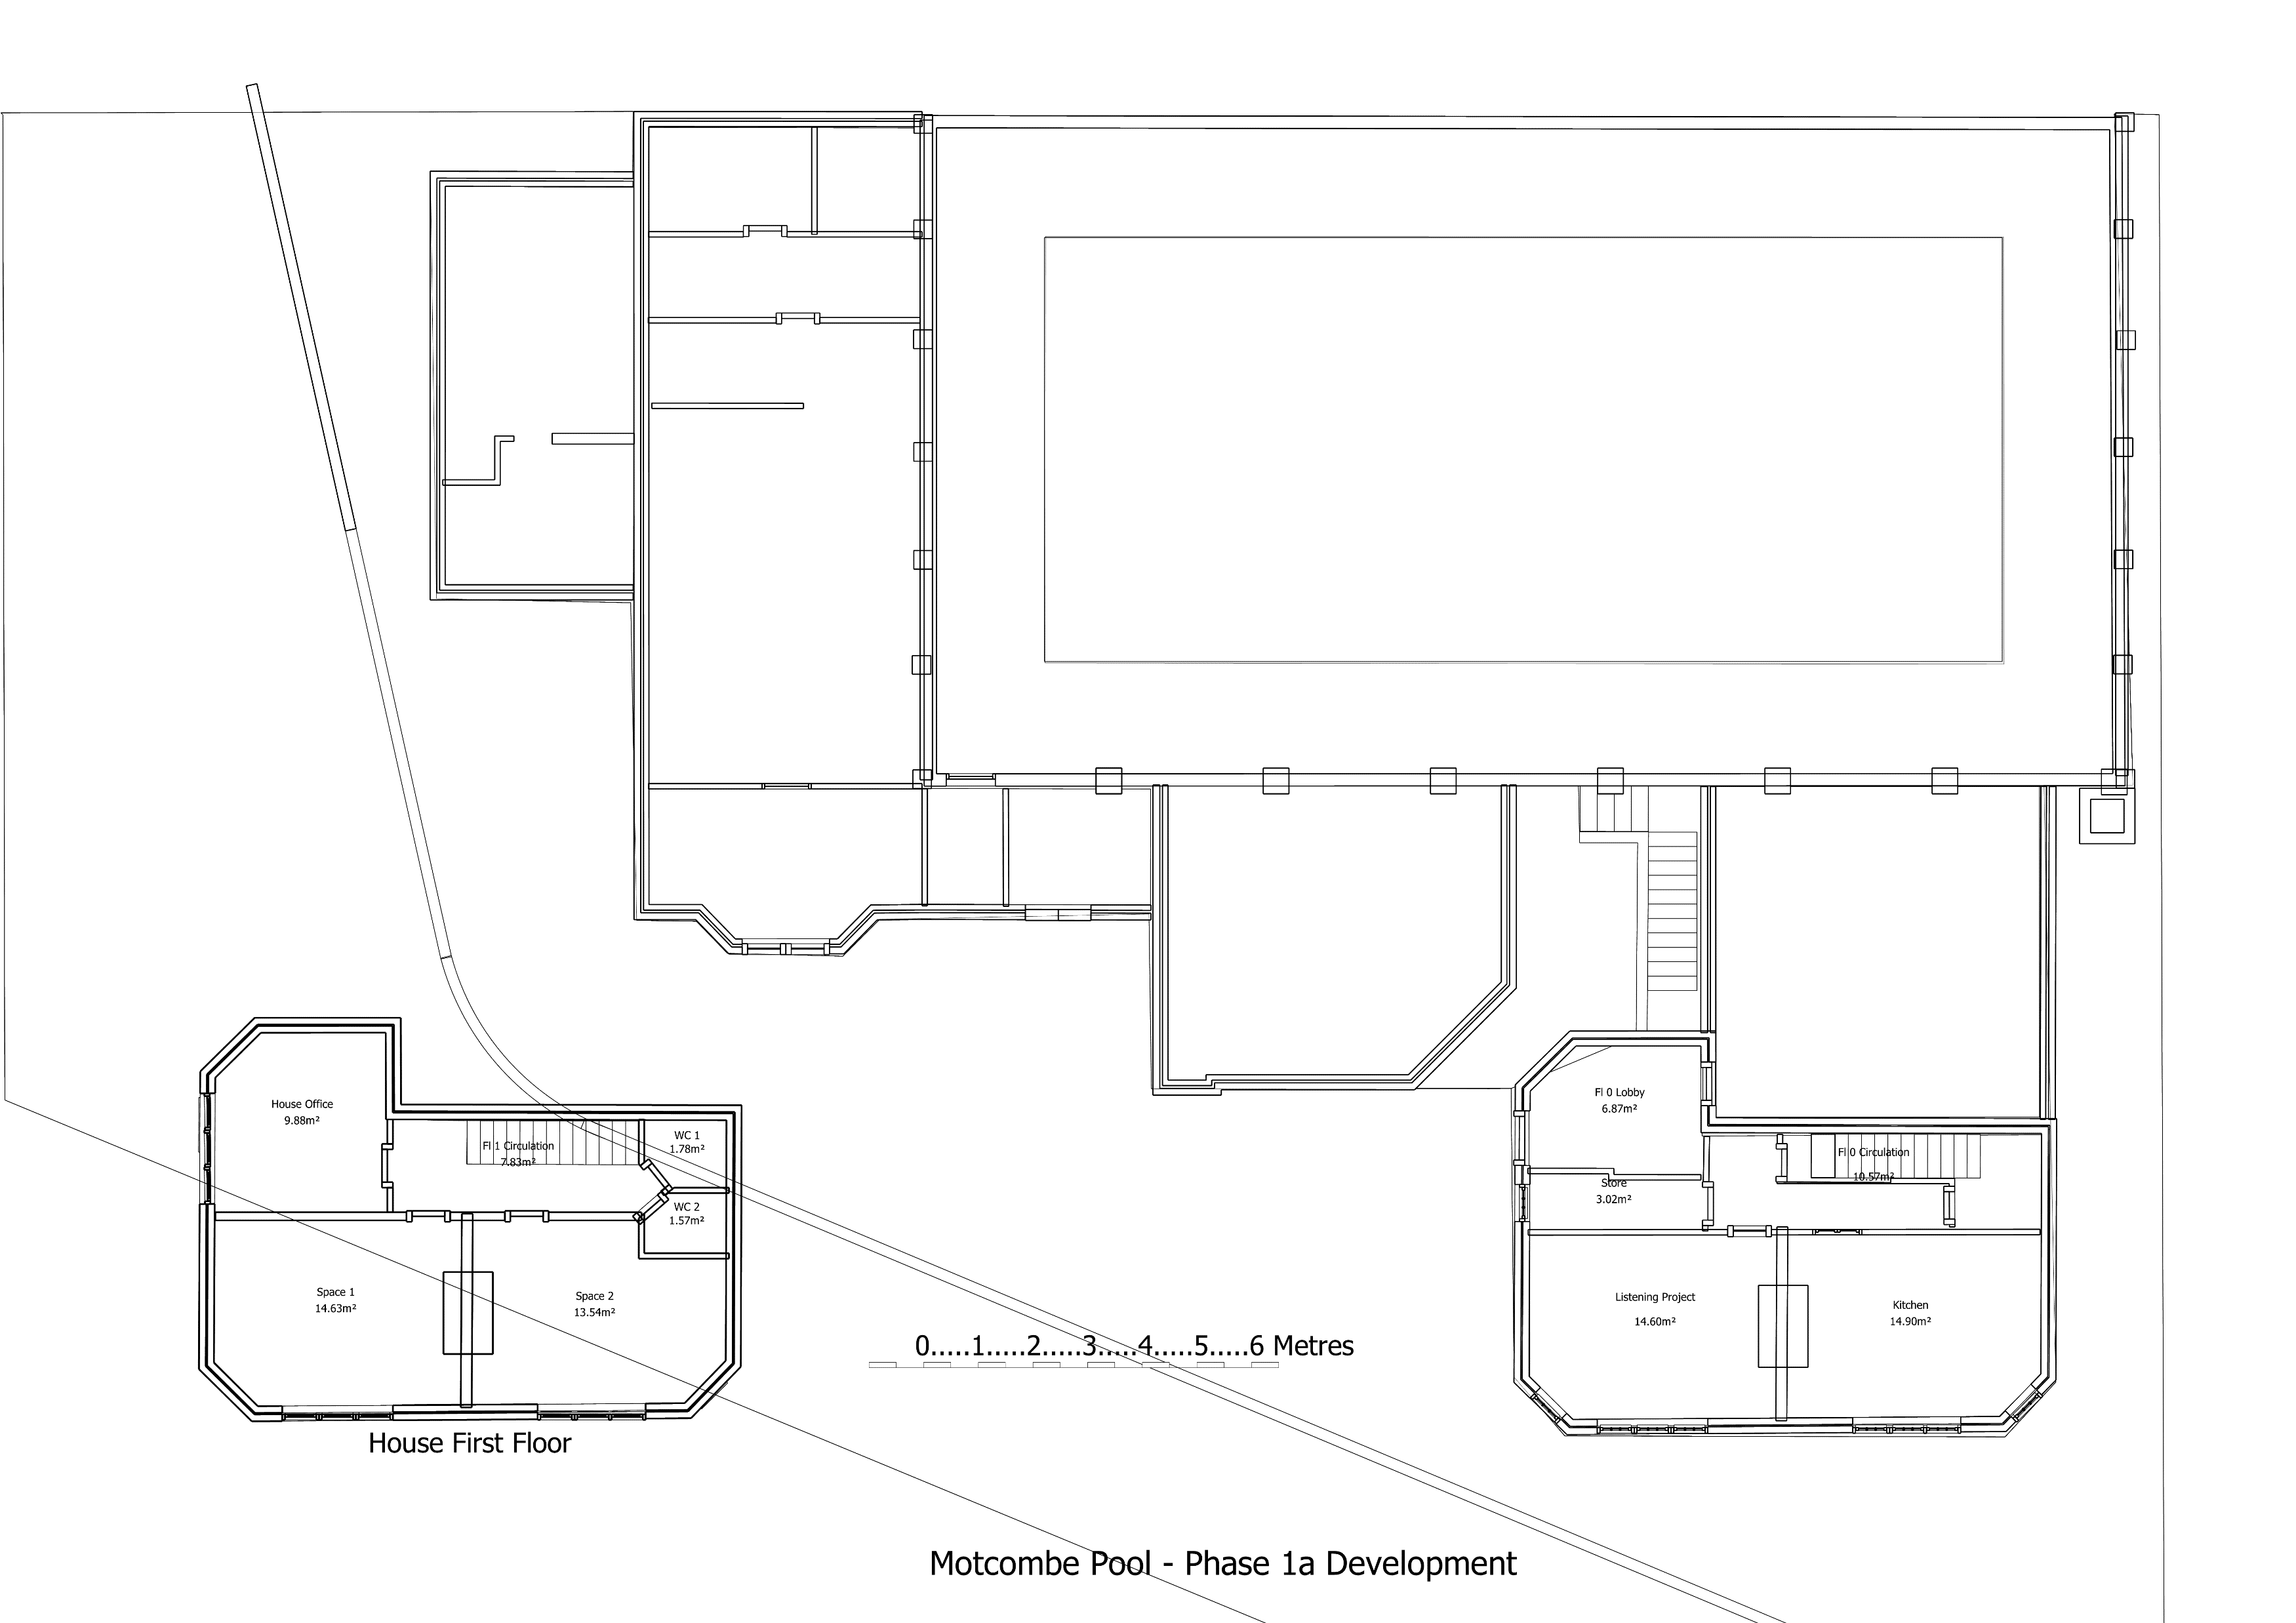 House Office
9.88m²
Fl 1 Circulation
7.83m²
WC 1
1.78m²
WC 2
1.57m²
Space 1
14.63m²
Space 2
13.54m²
House First Floor
Fl 0 Lobby
6.87m²
Store
3.02m²
Fl 0 Circulation
10.57m²
Listening Project
14.60m²
Kitchen
14.90m²
0.....1.....2.....3.....4.....5.....6 Metres
Motcombe Pool - Phase 1a Development